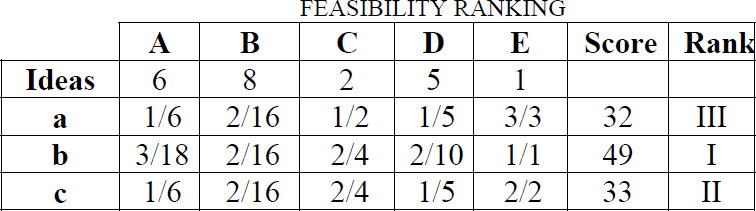 FEASIBILITY RANKING
A B C D E Score Rank
Ideas 6 8 2 5 1
a 1/6 2/16 1/2 1/5 3/3 32 III
b 3/18 2/16 2/4 2/10 1/1 49 I
c 1/6 2/16 2/4 1/5 2/2 33 II